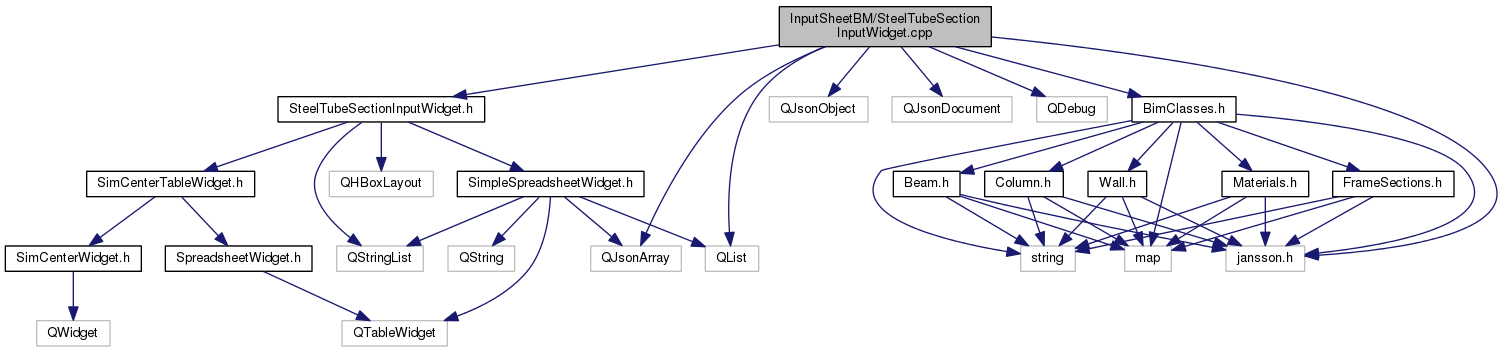 InputSheetBM/SteelTubeSection
InputWidget.cpp
SteelTubeSectionInputWidget.h
QJsonObject
QJsonDocument
QDebug
BimClasses.h
SimCenterTableWidget.h
QHBoxLayout
SimpleSpreadsheetWidget.h
Beam.h
Column.h
Wall.h
Materials.h
FrameSections.h
SimCenterWidget.h
SpreadsheetWidget.h
QStringList
QString
QJsonArray
QList
string
map
jansson.h
QWidget
QTableWidget